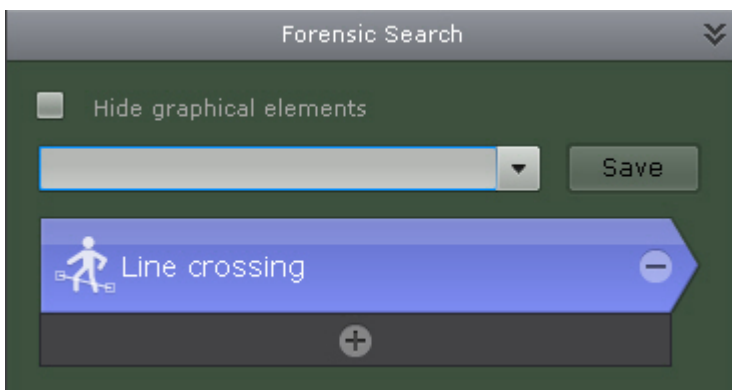 Forensic Search
Hide graphical elements
Save
Line crossing